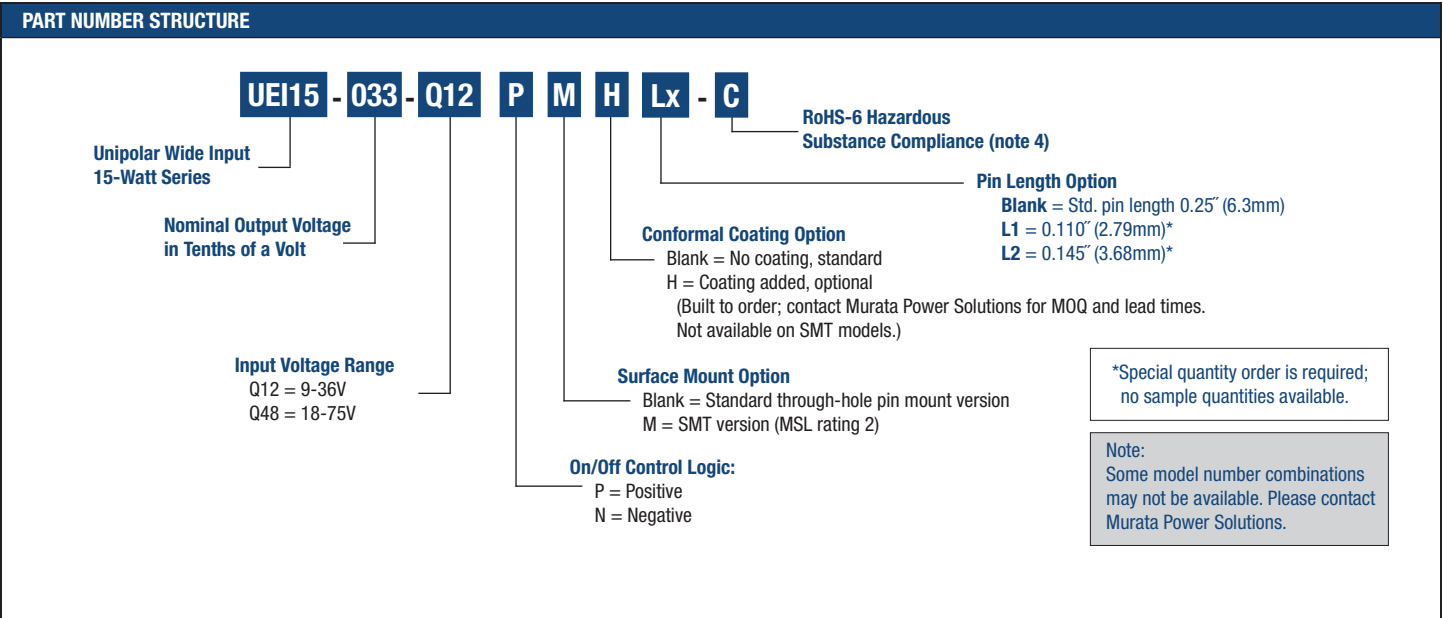 PART NUMBER STRUCTURE
UEI15 - 033 - Q12 P M H Lx - C
RoHS-6 Hazardous
Substance Compliance (note 4)
Unipolar Wide Input
15-Watt Series
Pin Length Option
Blank = Std. pin length 0.25˝ (6.3mm)
L1 = 0.110˝ (2.79mm)*
L2 = 0.145˝ (3.68mm)*
Nominal Output Voltage
in Tenths of a Volt
Conformal Coating Option
Blank = No coating, standard
H = Coating added, optional
(Built to order; contact Murata Power Solutions for MOQ and lead times.
Not available on SMT models.)
Input Voltage Range
Q12 = 9-36V
Q48 = 18-75V
Surface Mount Option
Blank = Standard through-hole pin mount version
M = SMT version (MSL rating 2)
*Special quantity order is required;
no sample quantities available.
On/Off Control Logic:
P = Positive
N = Negative
Note:
Some model number combinations
may not be available. Please contact
Murata Power Solutions.